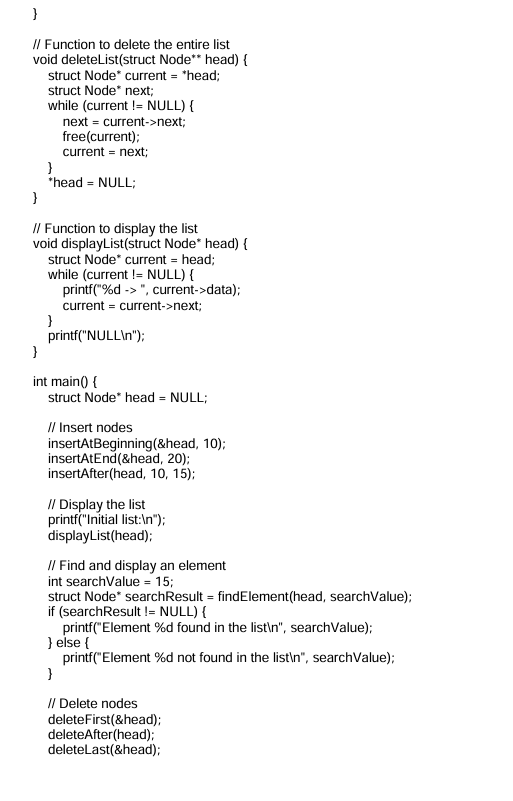 }

// Function to delete the entire list
void deleteList(struct Node** head) {
    struct Node* current = *head;
    struct Node* next;
    while (current != NULL) {
        next = current->next;
        free(current);
        current = next;
    }
    *head = NULL;
}

// Function to display the list
void displayList(struct Node* head) {
    struct Node* current = head;
    while (current != NULL) {
        printf("%d -> ", current->data);
        current = current->next;
    }
    printf("NULL\n");
}

int main() {
    struct Node* head = NULL;

    // Insert nodes
    insertAtBeginning(&head, 10);
    insertAtEnd(&head, 20);
    insertAfter(head, 10, 15);

    // Display the list
    printf("Initial list:\n");
    displayList(head);

    // Find and display an element
    int searchValue = 15;
    struct Node* searchResult = findElement(head, searchValue);
    if (searchResult != NULL) {
        printf("Element %d found in the list\n", searchValue);
    } else {
        printf("Element %d not found in the list\n", searchValue);
    }

    // Delete nodes
    deleteFirst(&head);
    deleteAfter(head);
    deleteLast(&head);